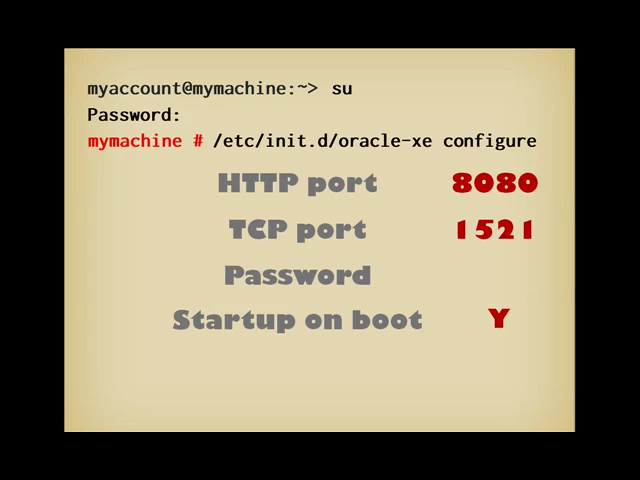 myaccount@mymachine:~> su
Password:
mymachine # /etc/init.d/oracle-xe configure
HTTP port 8080
TCP port 1521
Password
Startup on boot Y